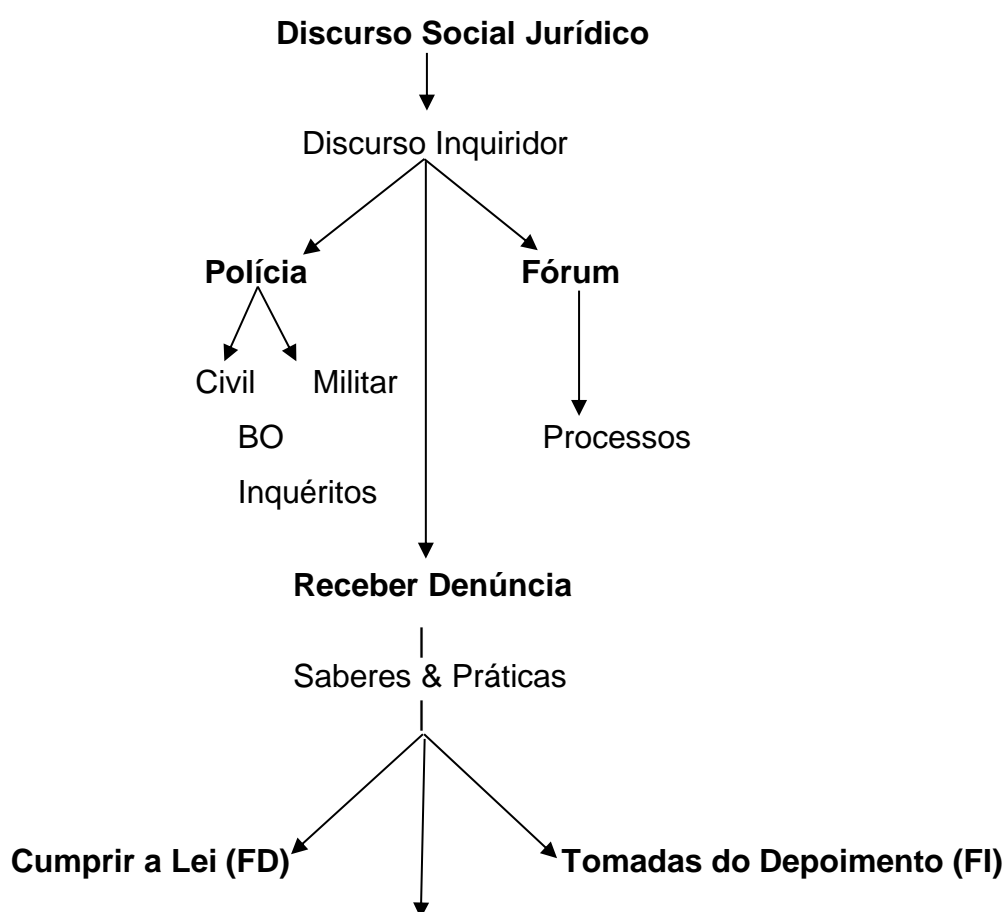 Discurso Social Jurídico
Discurso Inquiridor
Polícia Fórum
Civil Militar
BO Processos
Inquéritos
Receber Denúncia
Saberes & Práticas
Cumprir a Lei (FD) Tomadas do Depoimento (FI)